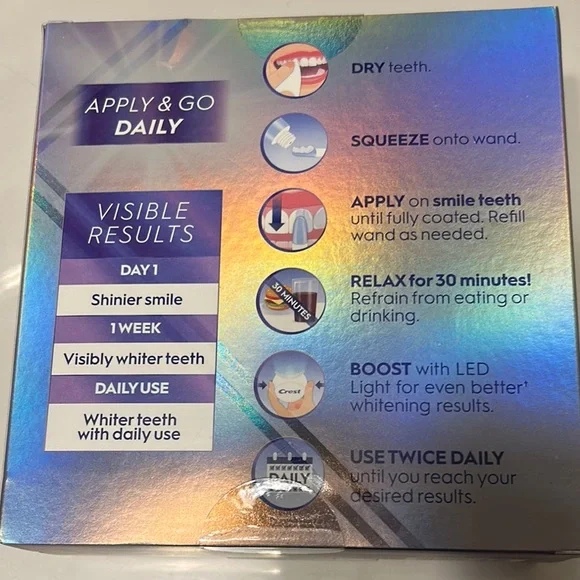 APPLY & GO
DAILY
VISIBLE
RESULTS
DAY 1
Shinier smile
1 WEEK
Visibly whiter teeth
DAILY USE
Whiter teeth
with daily use
DRY teeth.
SQUEEZE onto wand.
APPLY on smile teeth
until fully coated. Refill
wand as needed.
30 MINUTES
RELAX for 30 minutes!
Refrain from eating or
drinking.
Crest
BOOST with LED
Light for even better†
whitening results.
DAILY
USE TWICE DAILY
until you reach your
desired results.